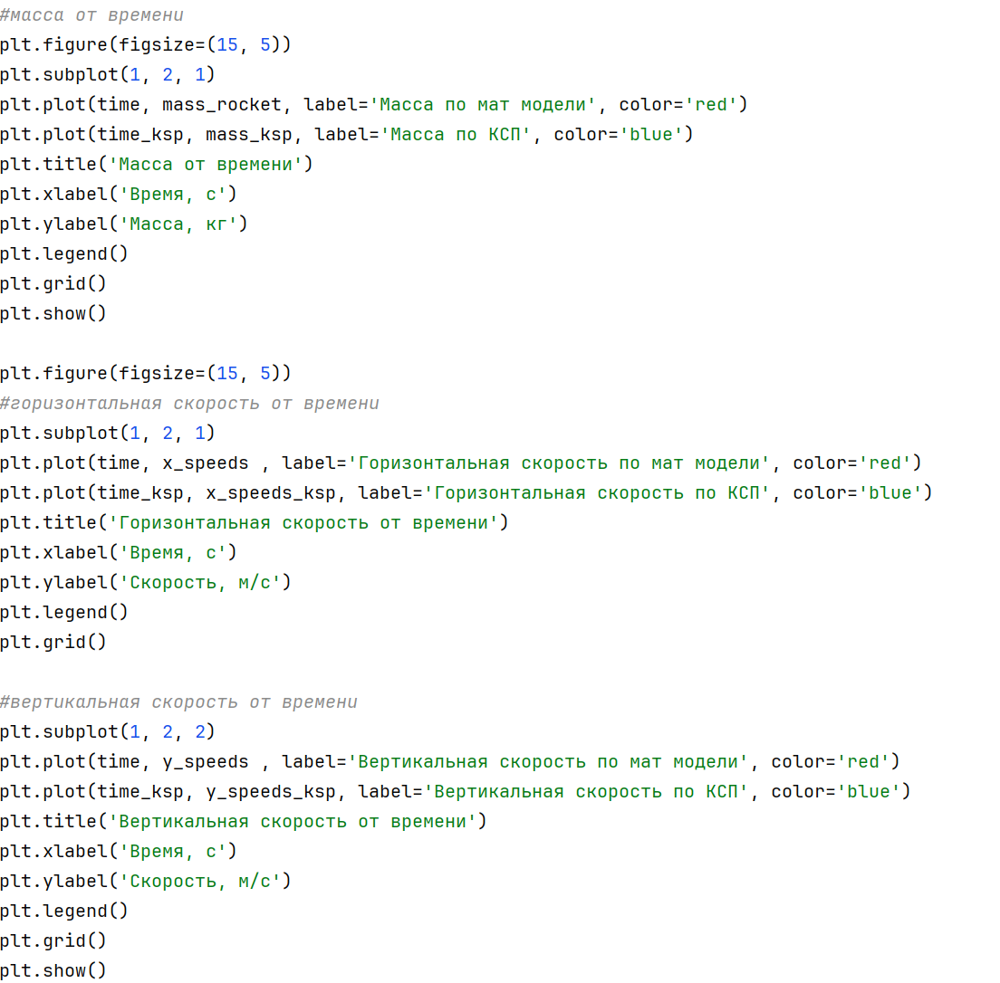 #масса от времени
plt.figure(figsize=(15, 5))
plt.subplot(1, 2, 1)
plt.plot(time, mass_rocket, label='Масса по мат модели', color='red')
plt.plot(time_ksp, mass_ksp, label='Масса по КСП', color='blue')
plt.title('Масса от времени')
plt.xlabel('Время, с')
plt.ylabel('Масса, кг')
plt.legend()
plt.grid()
plt.show()

plt.figure(figsize=(15, 5))
#горизонтальная скорость от времени
plt.subplot(1, 2, 1)
plt.plot(time, x_speeds , label='Горизонтальная скорость по мат модели', color='red')
plt.plot(time_ksp, x_speeds_ksp, label='Горизонтальная скорость по КСП', color='blue')
plt.title('Горизонтальная скорость от времени')
plt.xlabel('Время, с')
plt.ylabel('Скорость, м/с')
plt.legend()
plt.grid()

#вертикальная скорость от времени
plt.subplot(1, 2, 2)
plt.plot(time, y_speeds , label='Вертикальная скорость по мат модели', color='red')
plt.plot(time_ksp, y_speeds_ksp, label='Вертикальная скорость по КСП', color='blue')
plt.title('Вертикальная скорость от времени')
plt.xlabel('Время, с')
plt.ylabel('Скорость, м/с')
plt.legend()
plt.grid()
plt.show()